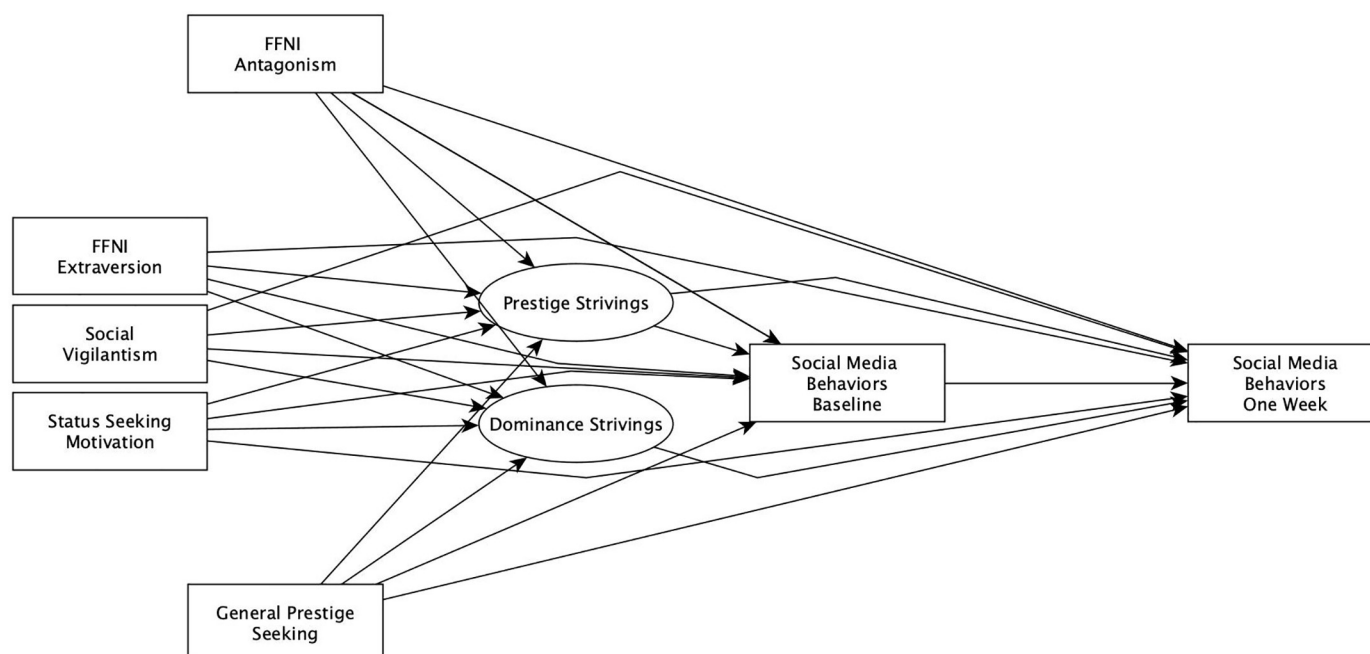 FFNI
Antagonism
FFNI
Extraversion
Social
Vigilantism
Status Seeking
Motivation
General Prestige
Seeking
Prestige Strivings
Dominance Strivings
Social Media
Behaviors
Baseline
Social Media
Behaviors
One Week